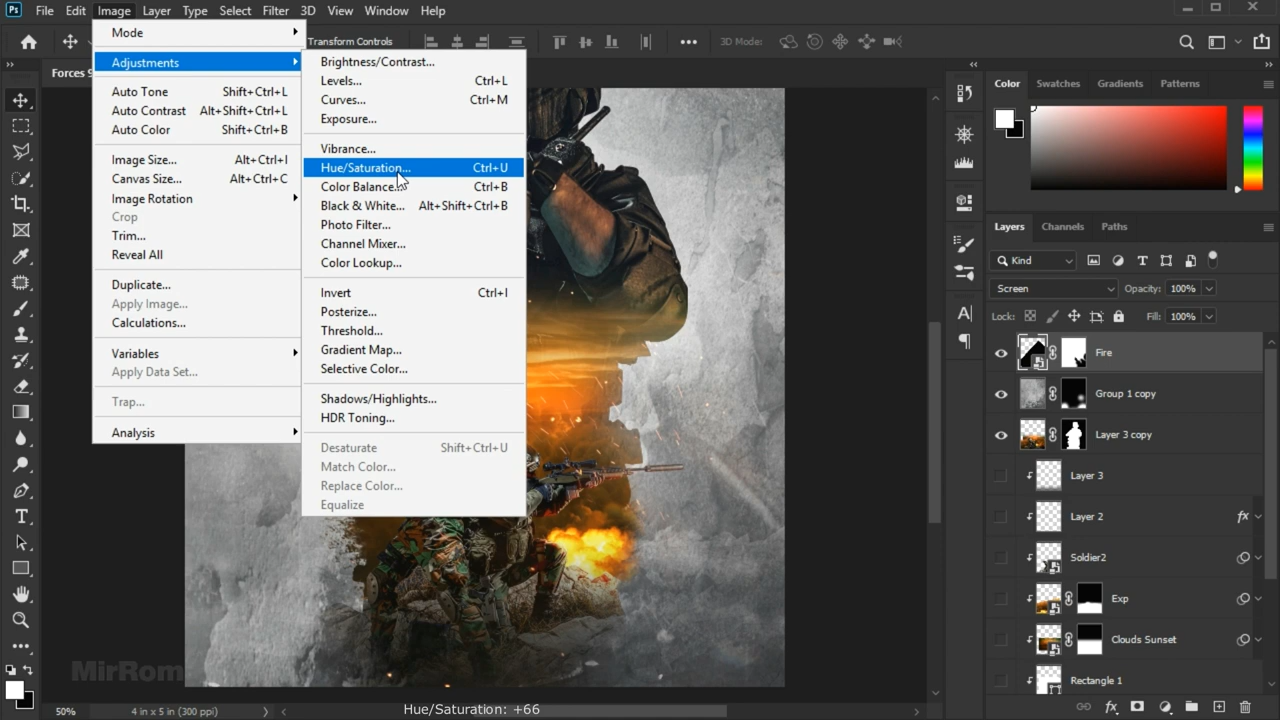 Ps File Edit Image Layer Type Select Filter 3D View Window Help
Transform Controls
3D Mode:
Forces S
Mode
Adjustments
Auto Tone Shift+Ctrl+L
Auto Contrast Alt+Shift+Ctrl+L
Auto Color Shift+Ctrl+B
Image Size... Alt+Ctrl+I
Canvas Size... Alt+Ctrl+C
Image Rotation
Crop
Trim...
Reveal All
Duplicate...
Apply Image...
Calculations...
Variables
Apply Data Set...
Trap...
Analysis
Brightness/Contrast...
Levels... Ctrl+L
Curves... Ctrl+M
Exposure...
Vibrance...
Hue/Saturation... Ctrl+U
Color Balance... Ctrl+B
Black & White... Alt+Shift+Ctrl+B
Photo Filter...
Channel Mixer...
Color Lookup...
Invert Ctrl+I
Posterize...
Threshold...
Gradient Map...
Selective Color...
Shadows/Highlights...
HDR Toning...
Desaturate Shift+Ctrl+U
Match Color...
Replace Color...
Equalize
Color Swatches Gradients Patterns
Layers Channels Paths
Kind
Screen Opacity: 100%
Lock: Fill: 100%
Fire
Group 1 copy
Layer 3 copy
Layer 3
Layer 2 fx
Soldier2
Exp
Clouds Sunset
Rectangle 1
MirRom
50% 4 in x 5 in (300 ppi)
Hue/Saturation: +66